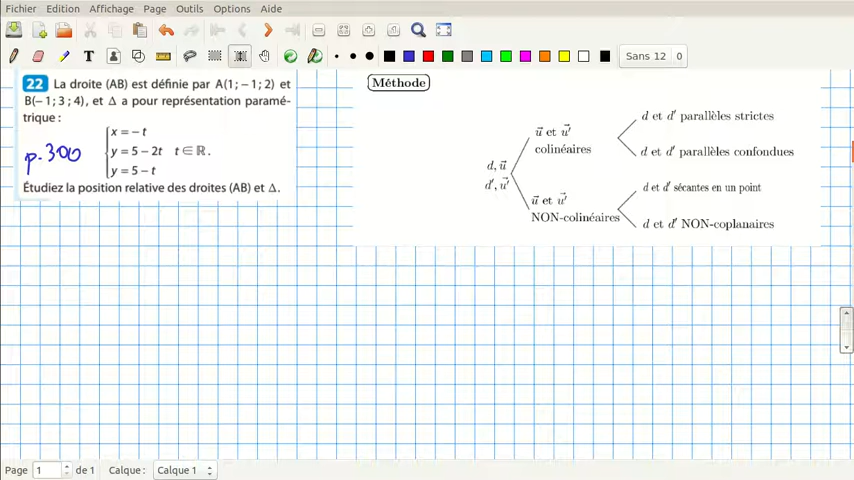 Fichier Edition Affichage Page Outils Options Aide
Sans 12
22 La droite (AB) est définie par A(1 ; – 1 ; 2) et
B(– 1 ; 3 ; 4), et Δ a pour représentation paramé-
trique :
x = – t
y = 5 – 2t t ∈ ℝ.
y = 5 – t
p.300
Étudiez la position relative des droites (AB) et Δ.
Méthode
d, u⃗
d′, u⃗′
u⃗ et u⃗′
colinéaires
u⃗ et u⃗′
NON-colinéaires
d et d′ parallèles strictes
d et d′ parallèles confondues
d et d′ sécantes en un point
d et d′ NON-coplanaires
Page 1 de 1 Calque : Calque 1